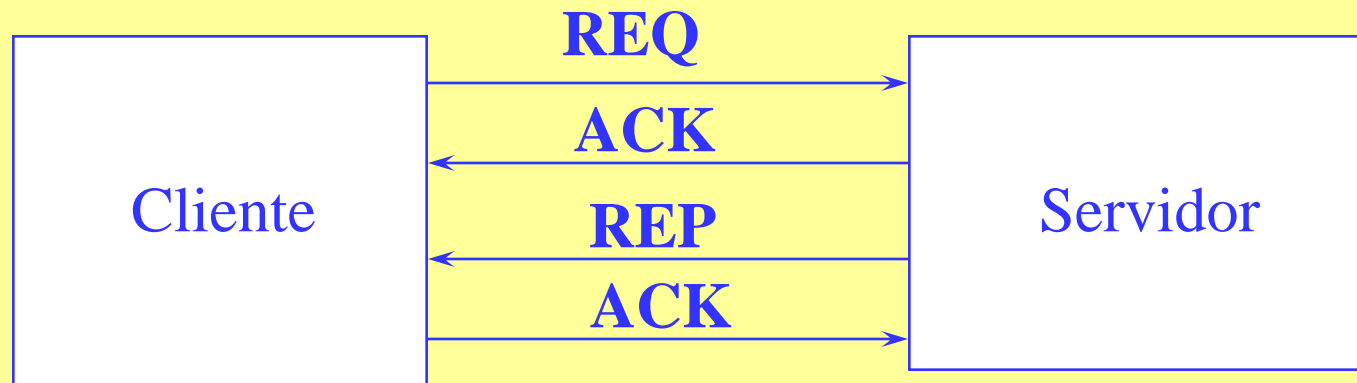 REQ
ACK
Cliente
Servidor
REP
ACK